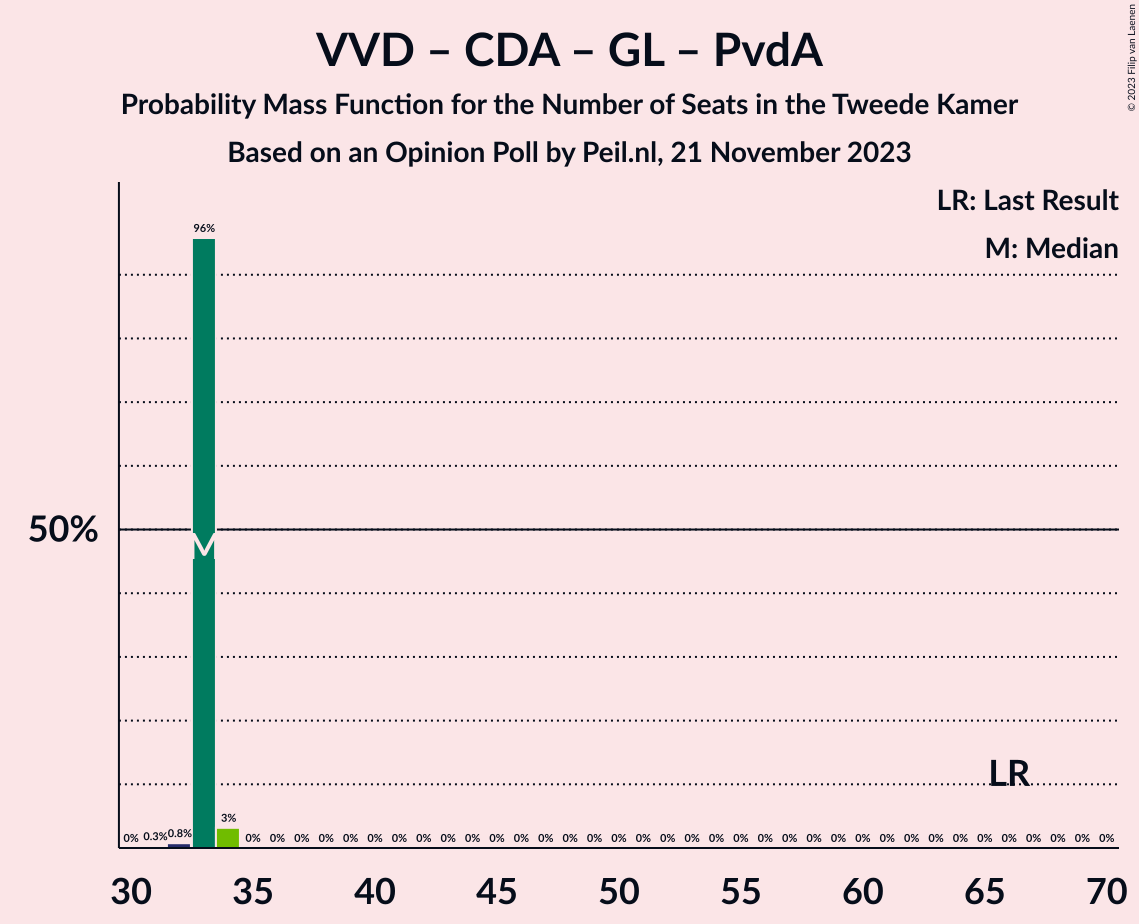 VVD – CDA – GL – PvdA
Probability Mass Function for the Number of Seats in the Tweede Kamer
Based on an Opinion Poll by Peil.nl, 21 November 2023
© 2023 Filip van Laenen
LR: Last Result
M: Median
96%
50%
M
LR
0% 0.3% 0.8% 3% 0% 0% 0% 0% 0% 0% 0% 0% 0% 0% 0% 0% 0% 0% 0% 0% 0% 0% 0% 0% 0% 0% 0% 0% 0% 0% 0% 0% 0% 0% 0% 0% 0% 0% 0% 0%
30 35 40 45 50 55 60 65 70